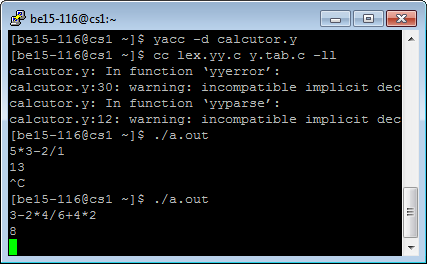 be15-116@cs1:~
[be15-116@cs1 ~]$ yacc -d calcutor.y
[be15-116@cs1 ~]$ cc lex.yy.c y.tab.c -ll
calcutor.y: In function ‘yyerror’:
calcutor.y:30: warning: incompatible implicit dec
calcutor.y: In function ‘yyparse’:
calcutor.y:12: warning: incompatible implicit dec
[be15-116@cs1 ~]$ ./a.out
5*3-2/1
13
^C
[be15-116@cs1 ~]$ ./a.out
3-2*4/6+4*2
8